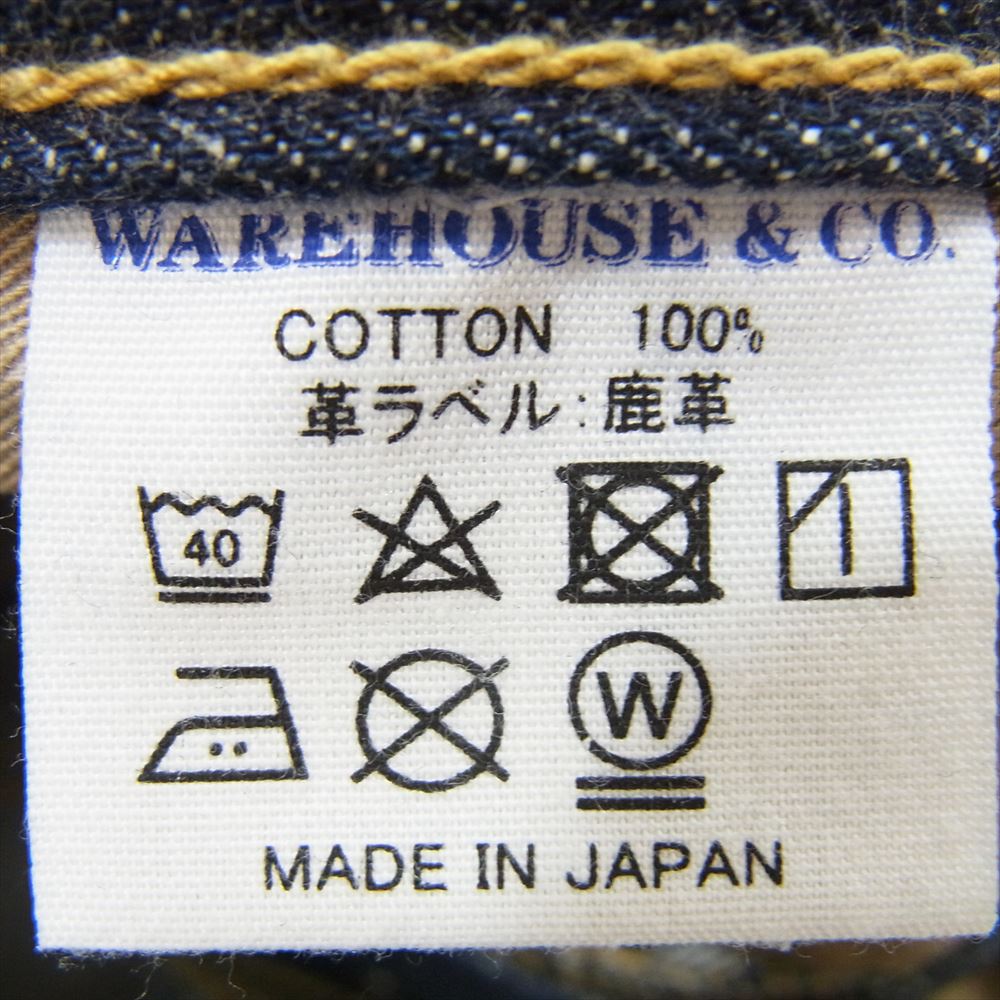 WAREHOUSE & CO.
COTTON 100%
革ラベル:鹿革
40
W
MADE IN JAPAN